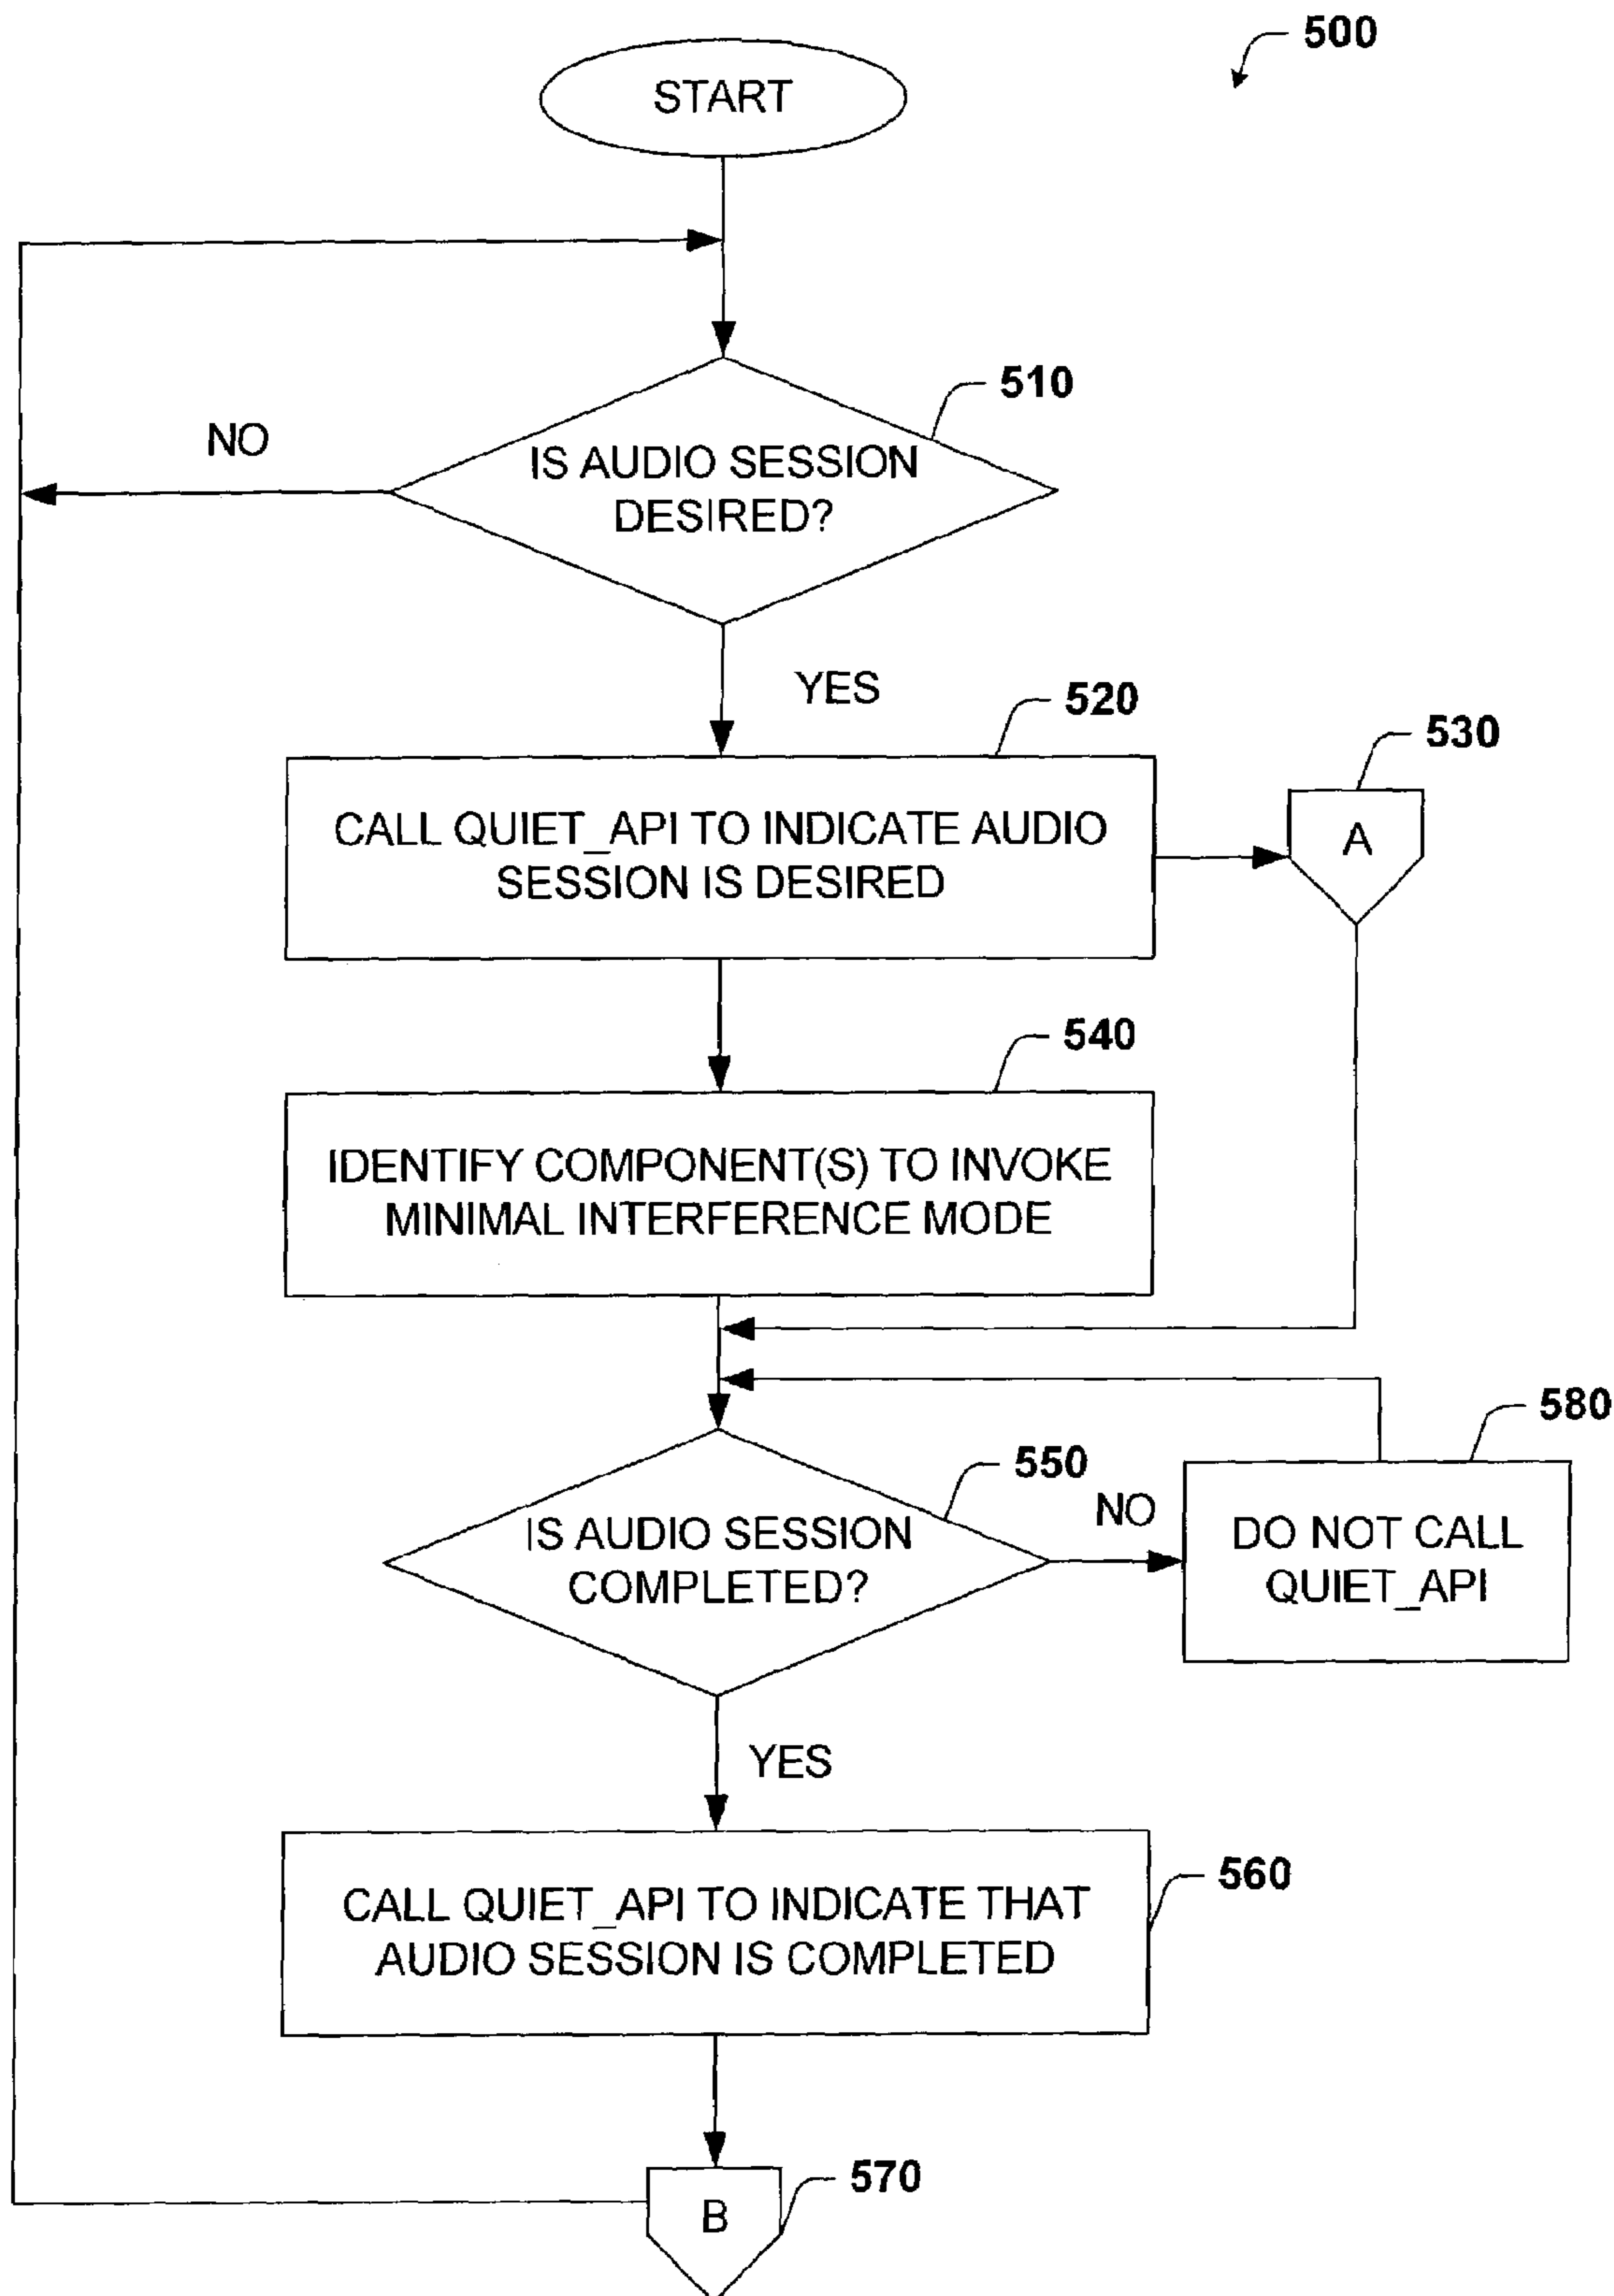 500
START
510
NO
IS AUDIO SESSION
DESIRED?
YES
520
530
CALL QUIET_API TO INDICATE AUDIO
SESSION IS DESIRED
A
540
IDENTIFY COMPONENT(S) TO INVOKE
MINIMAL INTERFERENCE MODE
580
550
NO
IS AUDIO SESSION
COMPLETED?
DO NOT CALL
QUIET_API
YES
560
CALL QUIET_API TO INDICATE THAT
AUDIO SESSION IS COMPLETED
570
B